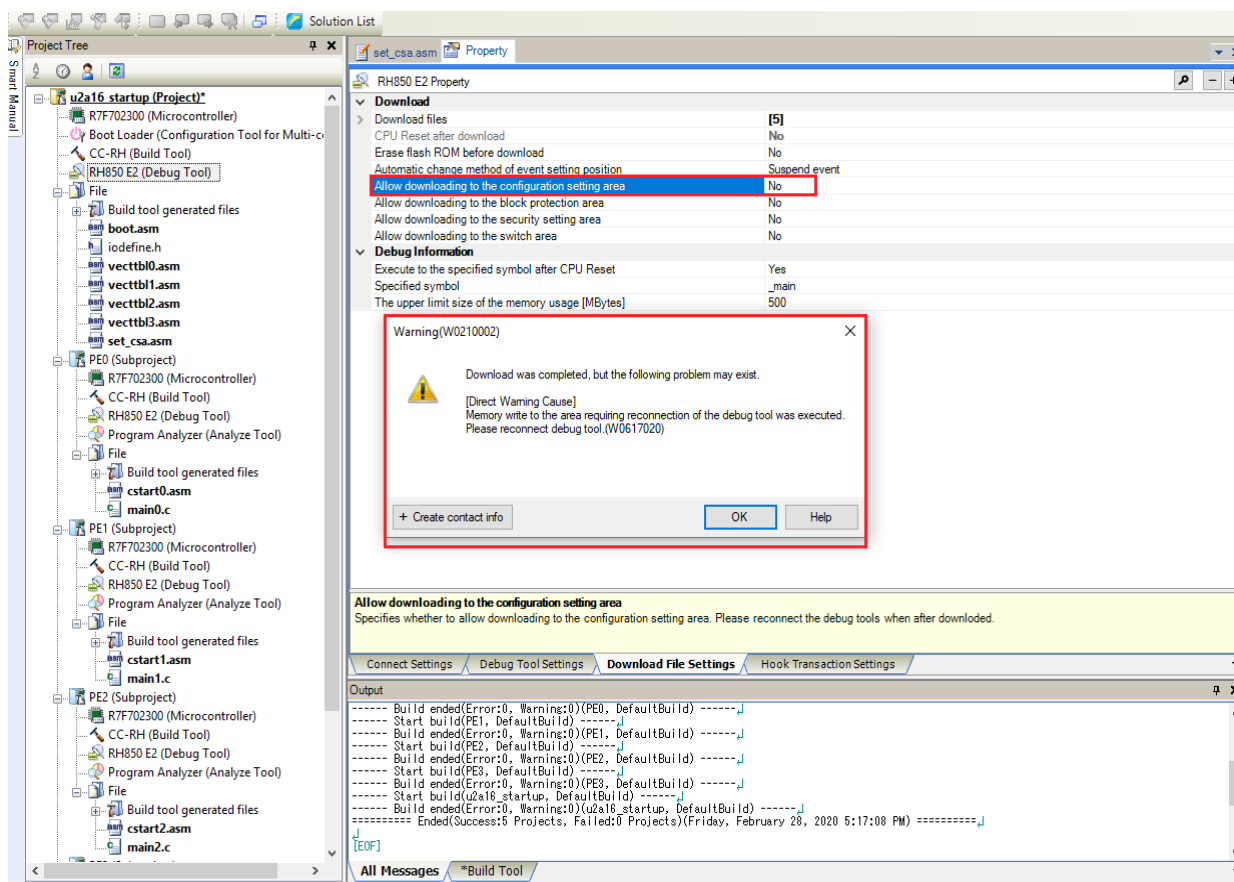 Solution List
Smart Manual
Project Tree
u2a16_startup (Project)*
R7F702300 (Microcontroller)
Boot Loader (Configuration Tool for Multi-c
CC-RH (Build Tool)
RH850 E2 (Debug Tool)
File
Build tool generated files
boot.asm
iodefine.h
vecttbl0.asm
vecttbl1.asm
vecttbl2.asm
vecttbl3.asm
set_csa.asm
PE0 (Subproject)
R7F702300 (Microcontroller)
CC-RH (Build Tool)
RH850 E2 (Debug Tool)
Program Analyzer (Analyze Tool)
File
Build tool generated files
cstart0.asm
main0.c
PE1 (Subproject)
R7F702300 (Microcontroller)
CC-RH (Build Tool)
RH850 E2 (Debug Tool)
Program Analyzer (Analyze Tool)
File
Build tool generated files
cstart1.asm
main1.c
PE2 (Subproject)
R7F702300 (Microcontroller)
CC-RH (Build Tool)
RH850 E2 (Debug Tool)
Program Analyzer (Analyze Tool)
File
Build tool generated files
cstart2.asm
main2.c
set_csa.asm Property
RH850 E2 Property
Download
Download files [5]
CPU Reset after download No
Erase flash ROM before download No
Automatic change method of event setting position Suspend event
Allow downloading to the configuration setting area No
Allow downloading to the block protection area No
Allow downloading to the security setting area No
Allow downloading to the switch area No
Debug Information
Execute to the specified symbol after CPU Reset Yes
Specified symbol _main
The upper limit size of the memory usage [MBytes] 500
Warning(W0210002)
Download was completed, but the following problem may exist.
[Direct Warning Cause]
Memory write to the area requiring reconnection of the debug tool was executed.
Please reconnect debug tool.(W0617020)
+ Create contact info OK Help
Allow downloading to the configuration setting area
Specifies whether to allow downloading to the configuration setting area. Please reconnect the debug tools when after downloded.
Connect Settings Debug Tool Settings Download File Settings Hook Transaction Settings
Output
------ Build ended(Error:0, Warning:0)(PE0, DefaultBuild) ------
------ Start build(PE1, DefaultBuild) ------
------ Build ended(Error:0, Warning:0)(PE1, DefaultBuild) ------
------ Start build(PE2, DefaultBuild) ------
------ Build ended(Error:0, Warning:0)(PE2, DefaultBuild) ------
------ Start build(PE3, DefaultBuild) ------
------ Build ended(Error:0, Warning:0)(PE3, DefaultBuild) ------
------ Start build(u2a16_startup, DefaultBuild) ------
------ Build ended(Error:0, Warning:0)(u2a16_startup, DefaultBuild) ------
========== Ended(Success:5 Projects, Failed:0 Projects)(Friday, February 28, 2020 5:17:08 PM) ==========
[EOF]
All Messages *Build Tool